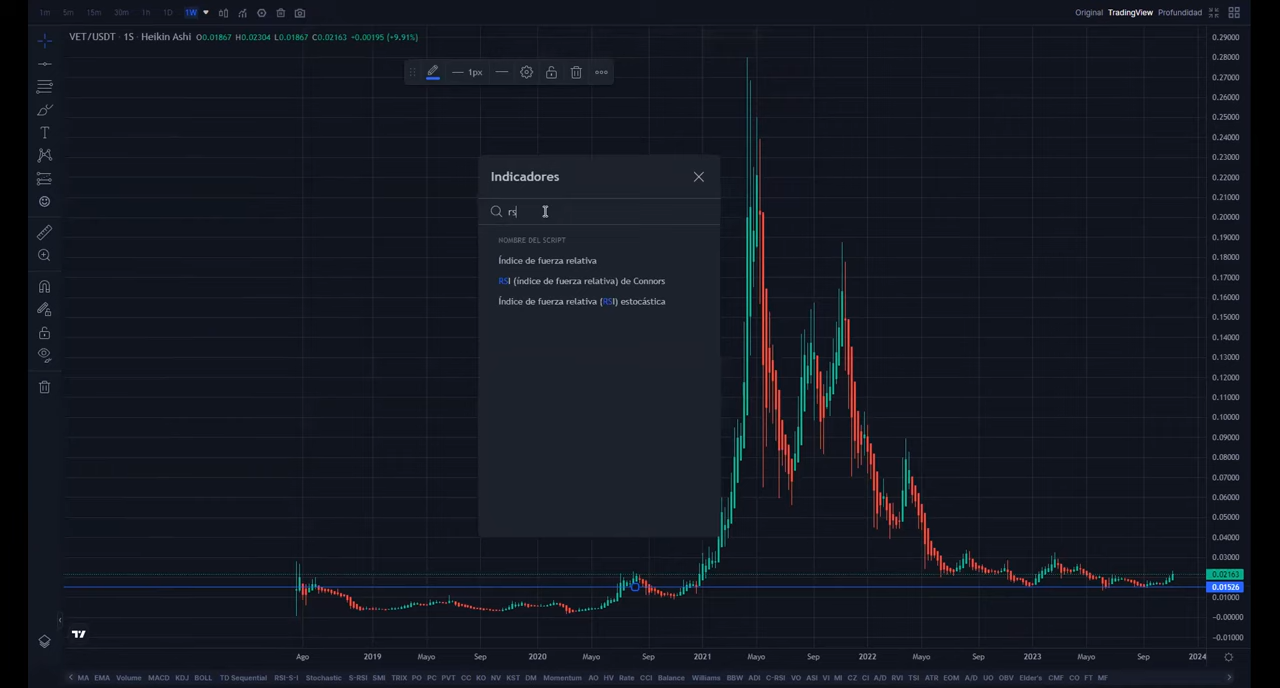 1m 5m 15m 30m 1h 1D 1W
Original TradingView Profundidad
VET/USDT · 1S · Heikin Ashi O0.01867 H0.02304 L0.01867 C0.02163 +0.00195 (+9.91%)
1px
Indicadores
rs
NOMBRE DEL SCRIPT
Índice de fuerza relativa
RSI (índice de fuerza relativa) de Connors
Índice de fuerza relativa (RSI) estocástica
0.29000
0.28000
0.27000
0.26000
0.25000
0.24000
0.23000
0.22000
0.21000
0.20000
0.19000
0.18000
0.17000
0.16000
0.15000
0.14000
0.13000
0.12000
0.11000
0.10000
0.09000
0.08000
0.07000
0.06000
0.05000
0.04000
0.03000
0.02163
0.01526
0.01000
−0.00000
−0.01000
Ago 2019 Mayo Sep 2020 Mayo Sep 2021 Mayo Sep 2022 Mayo Sep 2023 Mayo Sep 2024
MA EMA Volume MACD KDJ BOLL TD Sequential RSI-S-I Stochastic S-RSI SMI TRIX PO PC PVT CC KO NV KST DM Momentum AO HV Rate CCI Balance Williams BBW ADI C-RSI VO ASI VI MI CZ CI A/D RVI TSI ATR EOM A/D UO OBV Elder's CMF CO FT MF